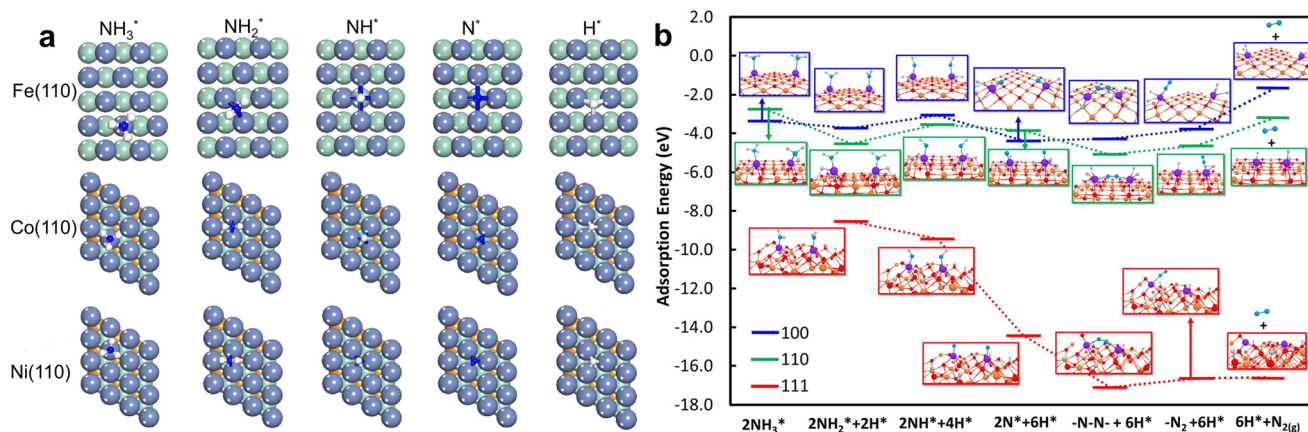 a
NH₃* NH₂* NH* N* H*
Fe(110)
Co(110)
Ni(110)
b
Adsorption Energy (eV)
2.0
0.0
-2.0
-4.0
-6.0
-8.0
-10.0
-12.0
-14.0
-16.0
-18.0
+
+
+
100
110
111
2NH₃* 2NH₂*+2H* 2NH*+4H* 2N*+6H* -N-N- + 6H* -N₂+6H* 6H*+N₂(g)